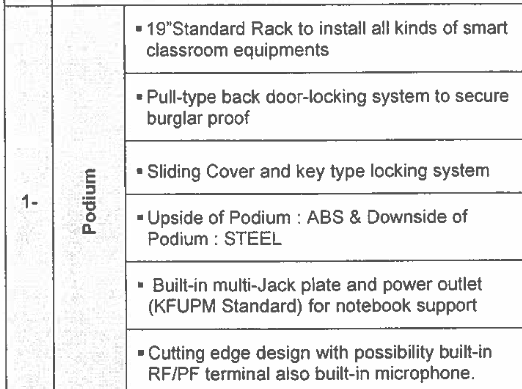 ▪ 19"Standard Rack to install all kinds of smart
classroom equipments
▪ Pull-type back door-locking system to secure
burglar proof
▪ Sliding Cover and key type locking system
1-
Podium
▪ Upside of Podium : ABS & Downside of
Podium : STEEL
▪ Built-in multi-Jack plate and power outlet
(KFUPM Standard) for notebook support
▪ Cutting edge design with possibility built-in
RF/PF terminal also built-in microphone.